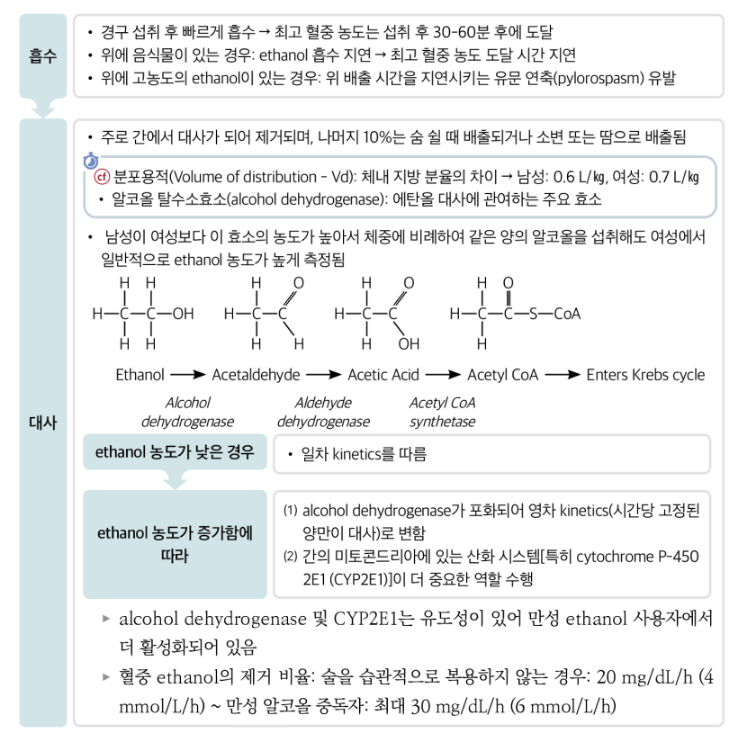 흡수
• 경구 섭취 후 빠르게 흡수 → 최고 혈중 농도는 섭취 후 30-60분 후에 도달
• 위에 음식물이 있는 경우: ethanol 흡수 지연 → 최고 혈중 농도 도달 시간 지연
• 위에 고농도의 ethanol이 있는 경우: 위 배출 시간을 지연시키는 유문 연축(pylorospasm) 유발
대사
• 주로 간에서 대사가 되어 제거되며, 나머지 10%는 숨 쉴 때 배출되거나 소변 또는 땀으로 배출됨
cf 분포용적(Volume of distribution - Vd): 체내 지방 분율의 차이 → 남성: 0.6 L/㎏, 여성: 0.7 L/㎏
• 알코올 탈수소효소(alcohol dehydrogenase): 에탄올 대사에 관여하는 주요 효소
• 남성이 여성보다 이 효소의 농도가 높아서 체중에 비례하여 같은 양의 알코올을 섭취해도 여성에서
일반적으로 ethanol 농도가 높게 측정됨
H H H O H O H O
H-C-C-OH H-C-C H-C-C H-C-C-S-CoA
H H H H H OH H
Ethanol → Acetaldehyde → Acetic Acid → Acetyl CoA → Enters Krebs cycle
Alcohol Aldehyde Acetyl CoA
dehydrogenase dehydrogenase synthetase
ethanol 농도가 낮은 경우
• 일차 kinetics를 따름
ethanol 농도가 증가함에
따라
(1) alcohol dehydrogenase가 포화되어 영차 kinetics(시간당 고정된
양만이 대사)로 변함
(2) 간의 미토콘드리아에 있는 산화 시스템[특히 cytochrome P-450
2E1 (CYP2E1)]이 더 중요한 역할 수행
▸ alcohol dehydrogenase 및 CYP2E1는 유도성이 있어 만성 ethanol 사용자에서
더 활성화되어 있음
▸ 혈중 ethanol의 제거 비율: 술을 습관적으로 복용하지 않는 경우: 20 mg/dL/h (4
mmol/L/h) ~ 만성 알코올 중독자: 최대 30 mg/dL/h (6 mmol/L/h)